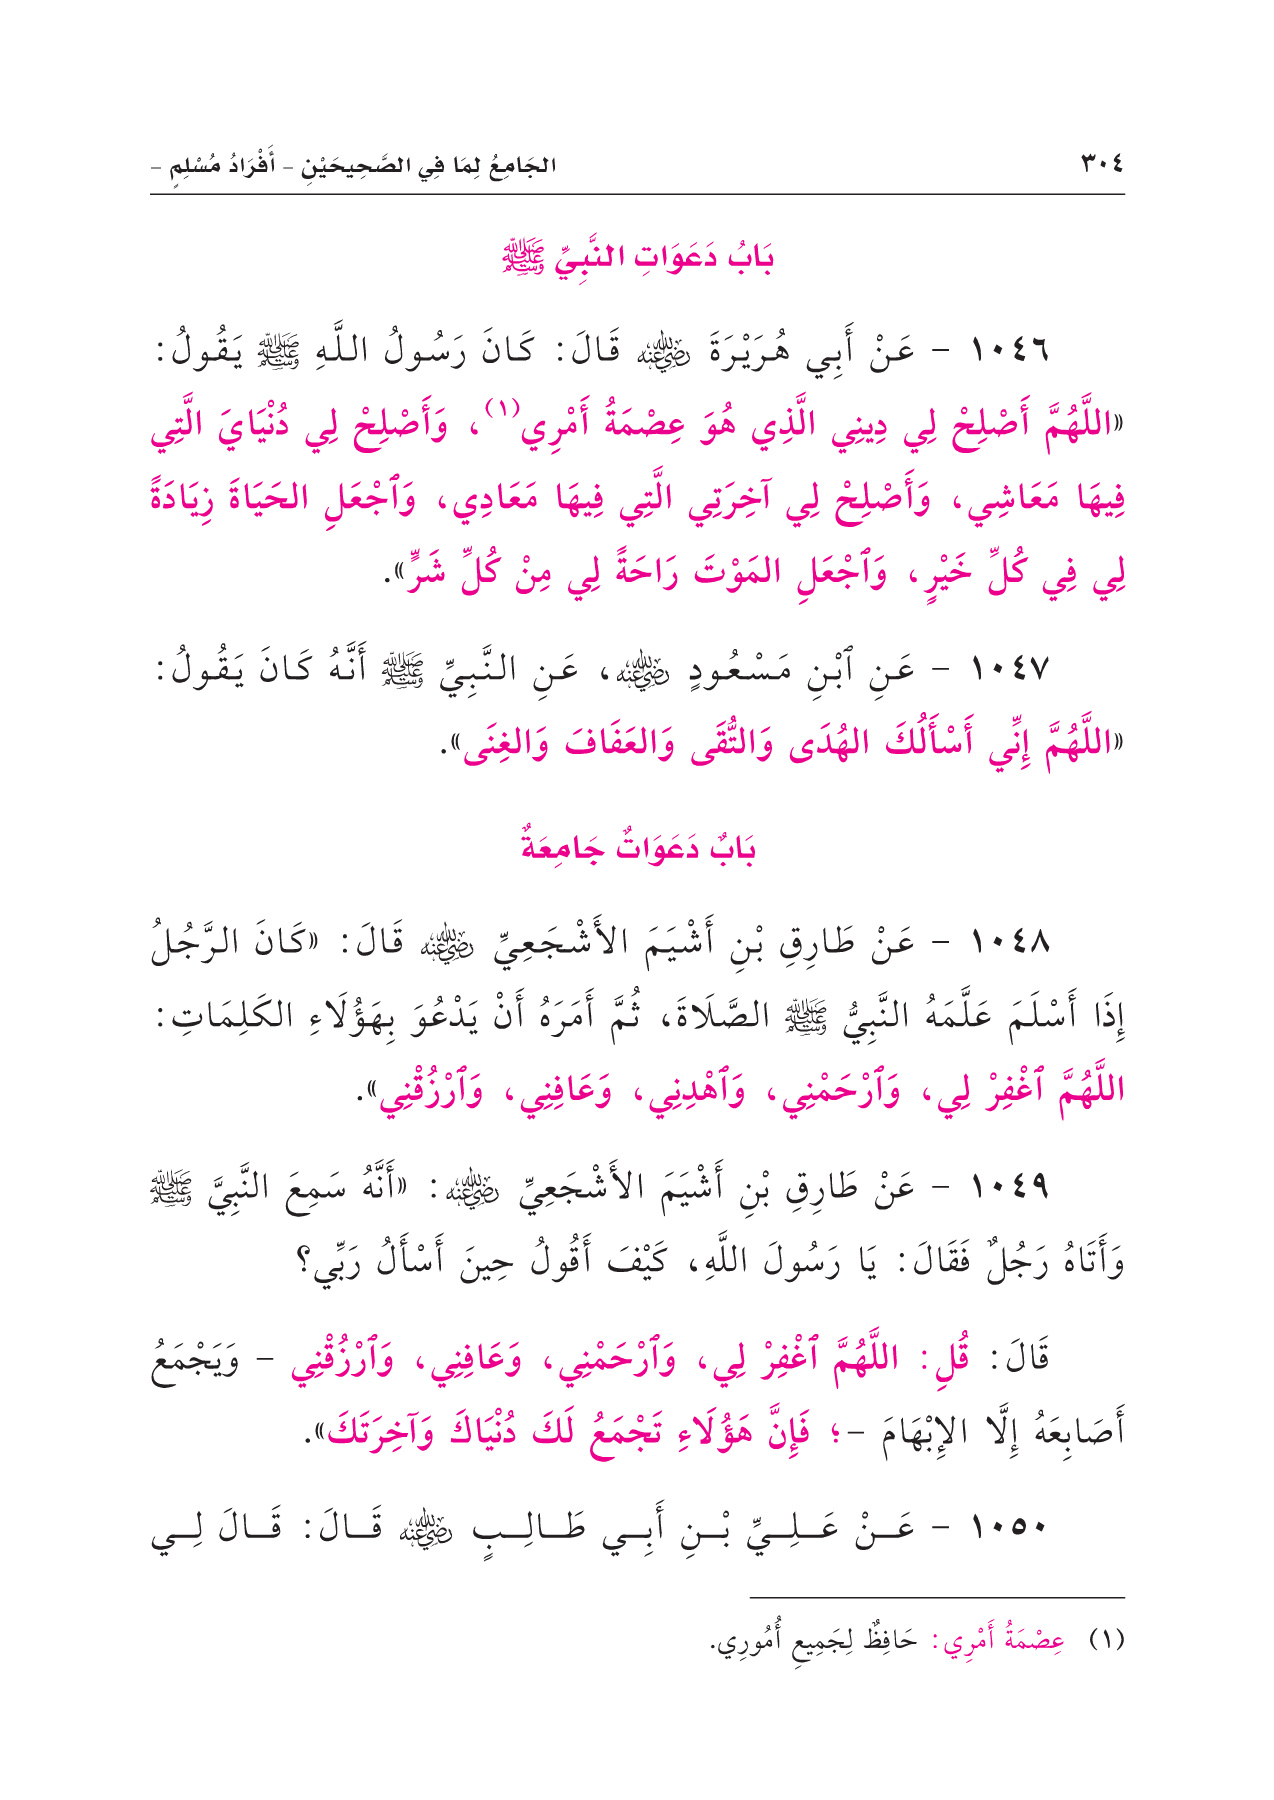 ٣٠٤
الجَامِعُ لِمَا فِي الصَّحِيحَيْنِ – أَفْرَادُ مُسْلِمٍ –
بَابُ دَعَوَاتِ النَّبِيِّ ﷺ
١٠٤٦ – عَنْ أَبِي هُرَيْرَةَ رضي الله عنه قَالَ: كَانَ رَسُولُ اللَّهِ ﷺ يَقُولُ:
«اللَّهُمَّ أَصْلِحْ لِي دِينِي الَّذِي هُوَ عِصْمَةُ أَمْرِي(١)، وَأَصْلِحْ لِي دُنْيَايَ الَّتِي
فِيهَا مَعَاشِي، وَأَصْلِحْ لِي آخِرَتِي الَّتِي فِيهَا مَعَادِي، وَٱجْعَلِ الحَيَاةَ زِيَادَةً
لِي فِي كُلِّ خَيْرٍ، وَٱجْعَلِ المَوْتَ رَاحَةً لِي مِنْ كُلِّ شَرٍّ».
١٠٤٧ – عَنِ ٱبْنِ مَسْعُودٍ رضي الله عنه، عَنِ النَّبِيِّ ﷺ أَنَّهُ كَانَ يَقُولُ:
«اللَّهُمَّ إِنِّي أَسْأَلُكَ الهُدَى وَالتُّقَى وَالعَفَافَ وَالغِنَى».
بَابٌ دَعَوَاتٌ جَامِعَةٌ
١٠٤٨ – عَنْ طَارِقِ بْنِ أَشْيَمَ الأَشْجَعِيِّ رضي الله عنه قَالَ: «كَانَ الرَّجُلُ
إِذَا أَسْلَمَ عَلَّمَهُ النَّبِيُّ ﷺ الصَّلَاةَ، ثُمَّ أَمَرَهُ أَنْ يَدْعُوَ بِهَؤُلَاءِ الكَلِمَاتِ:
اللَّهُمَّ ٱغْفِرْ لِي، وَٱرْحَمْنِي، وَٱهْدِنِي، وَعَافِنِي، وَٱرْزُقْنِي».
١٠٤٩ – عَنْ طَارِقِ بْنِ أَشْيَمَ الأَشْجَعِيِّ رضي الله عنه: «أَنَّهُ سَمِعَ النَّبِيَّ ﷺ
وَأَتَاهُ رَجُلٌ فَقَالَ: يَا رَسُولَ اللَّهِ، كَيْفَ أَقُولُ حِينَ أَسْأَلُ رَبِّي؟
قَالَ: قُلِ: اللَّهُمَّ ٱغْفِرْ لِي، وَٱرْحَمْنِي، وَعَافِنِي، وَٱرْزُقْنِي – وَيَجْمَعُ
أَصَابِعَهُ إِلَّا الإِبْهَامَ –؛ فَإِنَّ هَؤُلَاءِ تَجْمَعُ لَكَ دُنْيَاكَ وَآخِرَتَكَ».
١٠٥٠ – عَنْ عَلِيِّ بْنِ أَبِي طَالِبٍ رضي الله عنه قَالَ: قَالَ لِي
(١) عِصْمَةُ أَمْرِي: حَافِظٌ لِجَمِيعِ أُمُورِي.